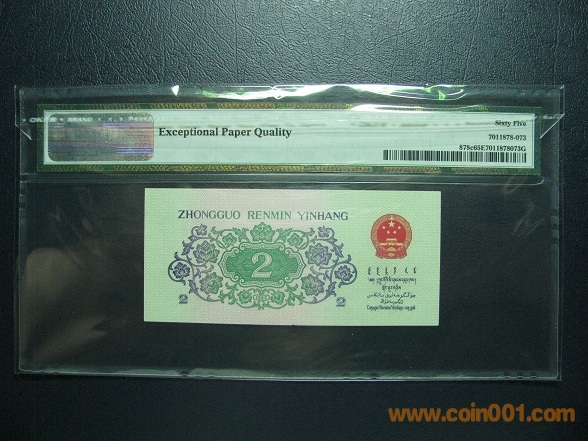 Exceptional Paper Quality
Sixty Five
7011878-073
878c65E7011878073G
ZHONGGUO RENMIN YINHANG
2
2 2
www.coin001.com